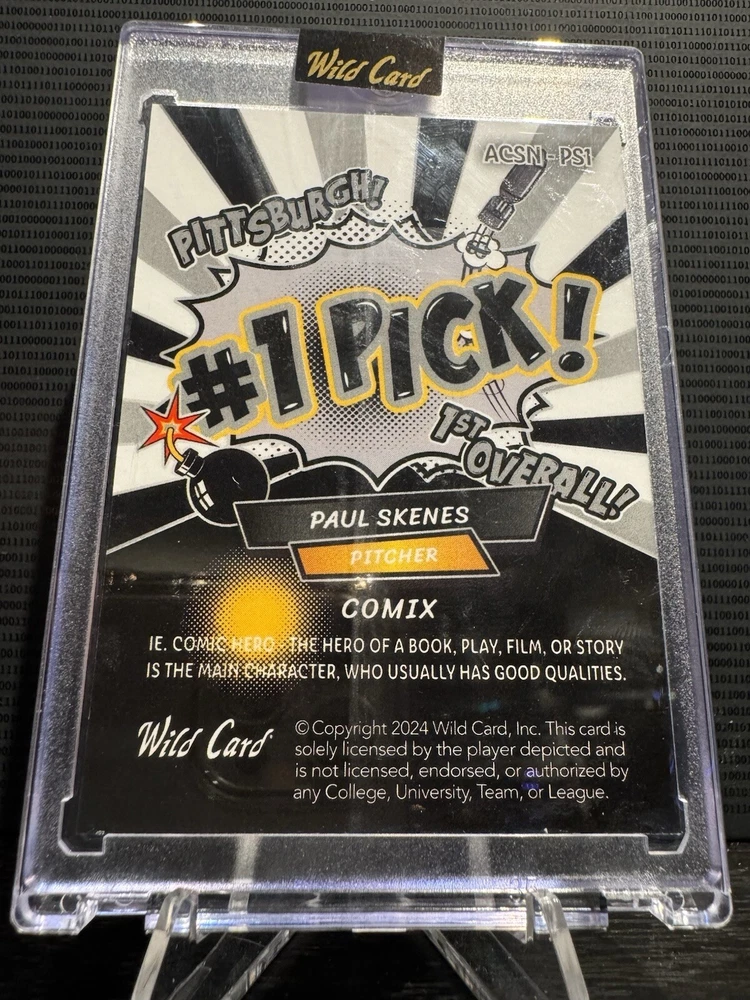 Wild Card
ACSN-PS1
PITTSBURGH!
#1 PICK!
1ST
OVERALL!
PAUL SKENES
PITCHER
COMIX
IE. COMIC HERO - THE HERO OF A BOOK, PLAY, FILM, OR STORY
IS THE MAIN CHARACTER, WHO USUALLY HAS GOOD QUALITIES.
Wild Card
© Copyright 2024 Wild Card, Inc. This card is
solely licensed by the player depicted and
is not licensed, endorsed, or authorized by
any College, University, Team, or League.